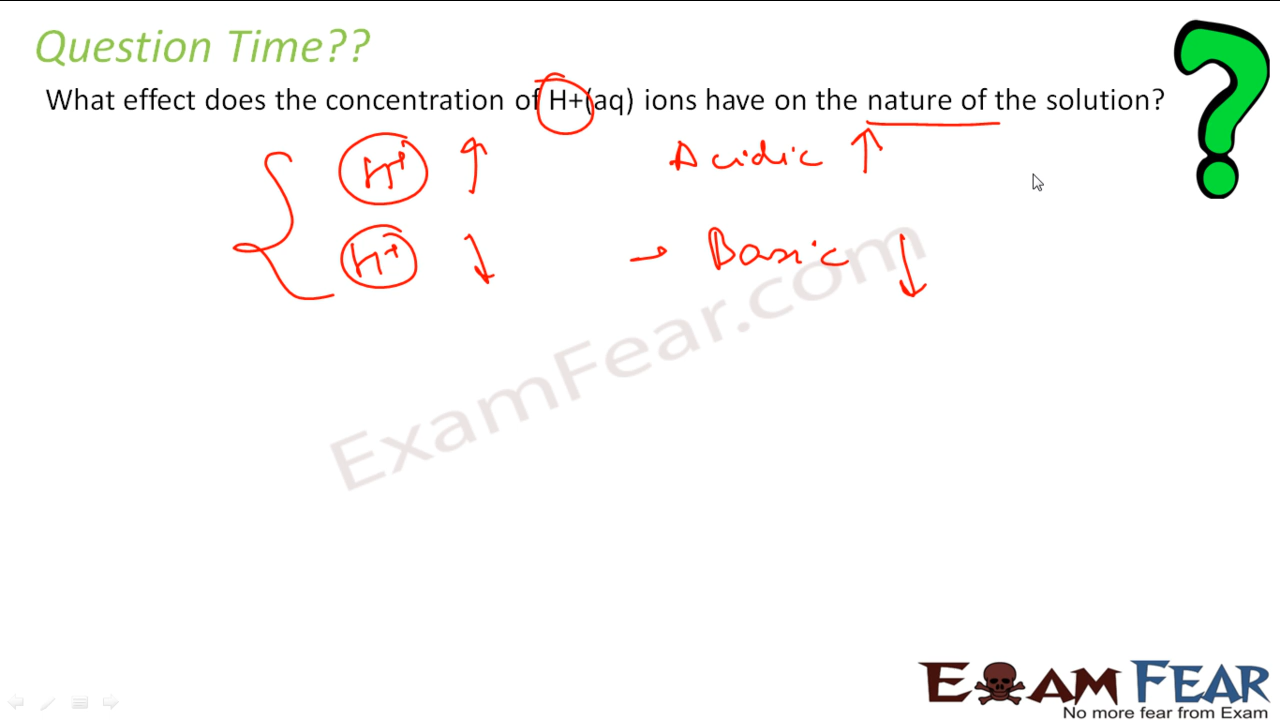 Question Time??
What effect does the concentration of H+(aq) ions have on the nature of the solution?
H+ ↑ Acidic ↑
H+ ↓ → Basic ↓
ExamFear.com
EXAM FEAR
No more fear from Exam